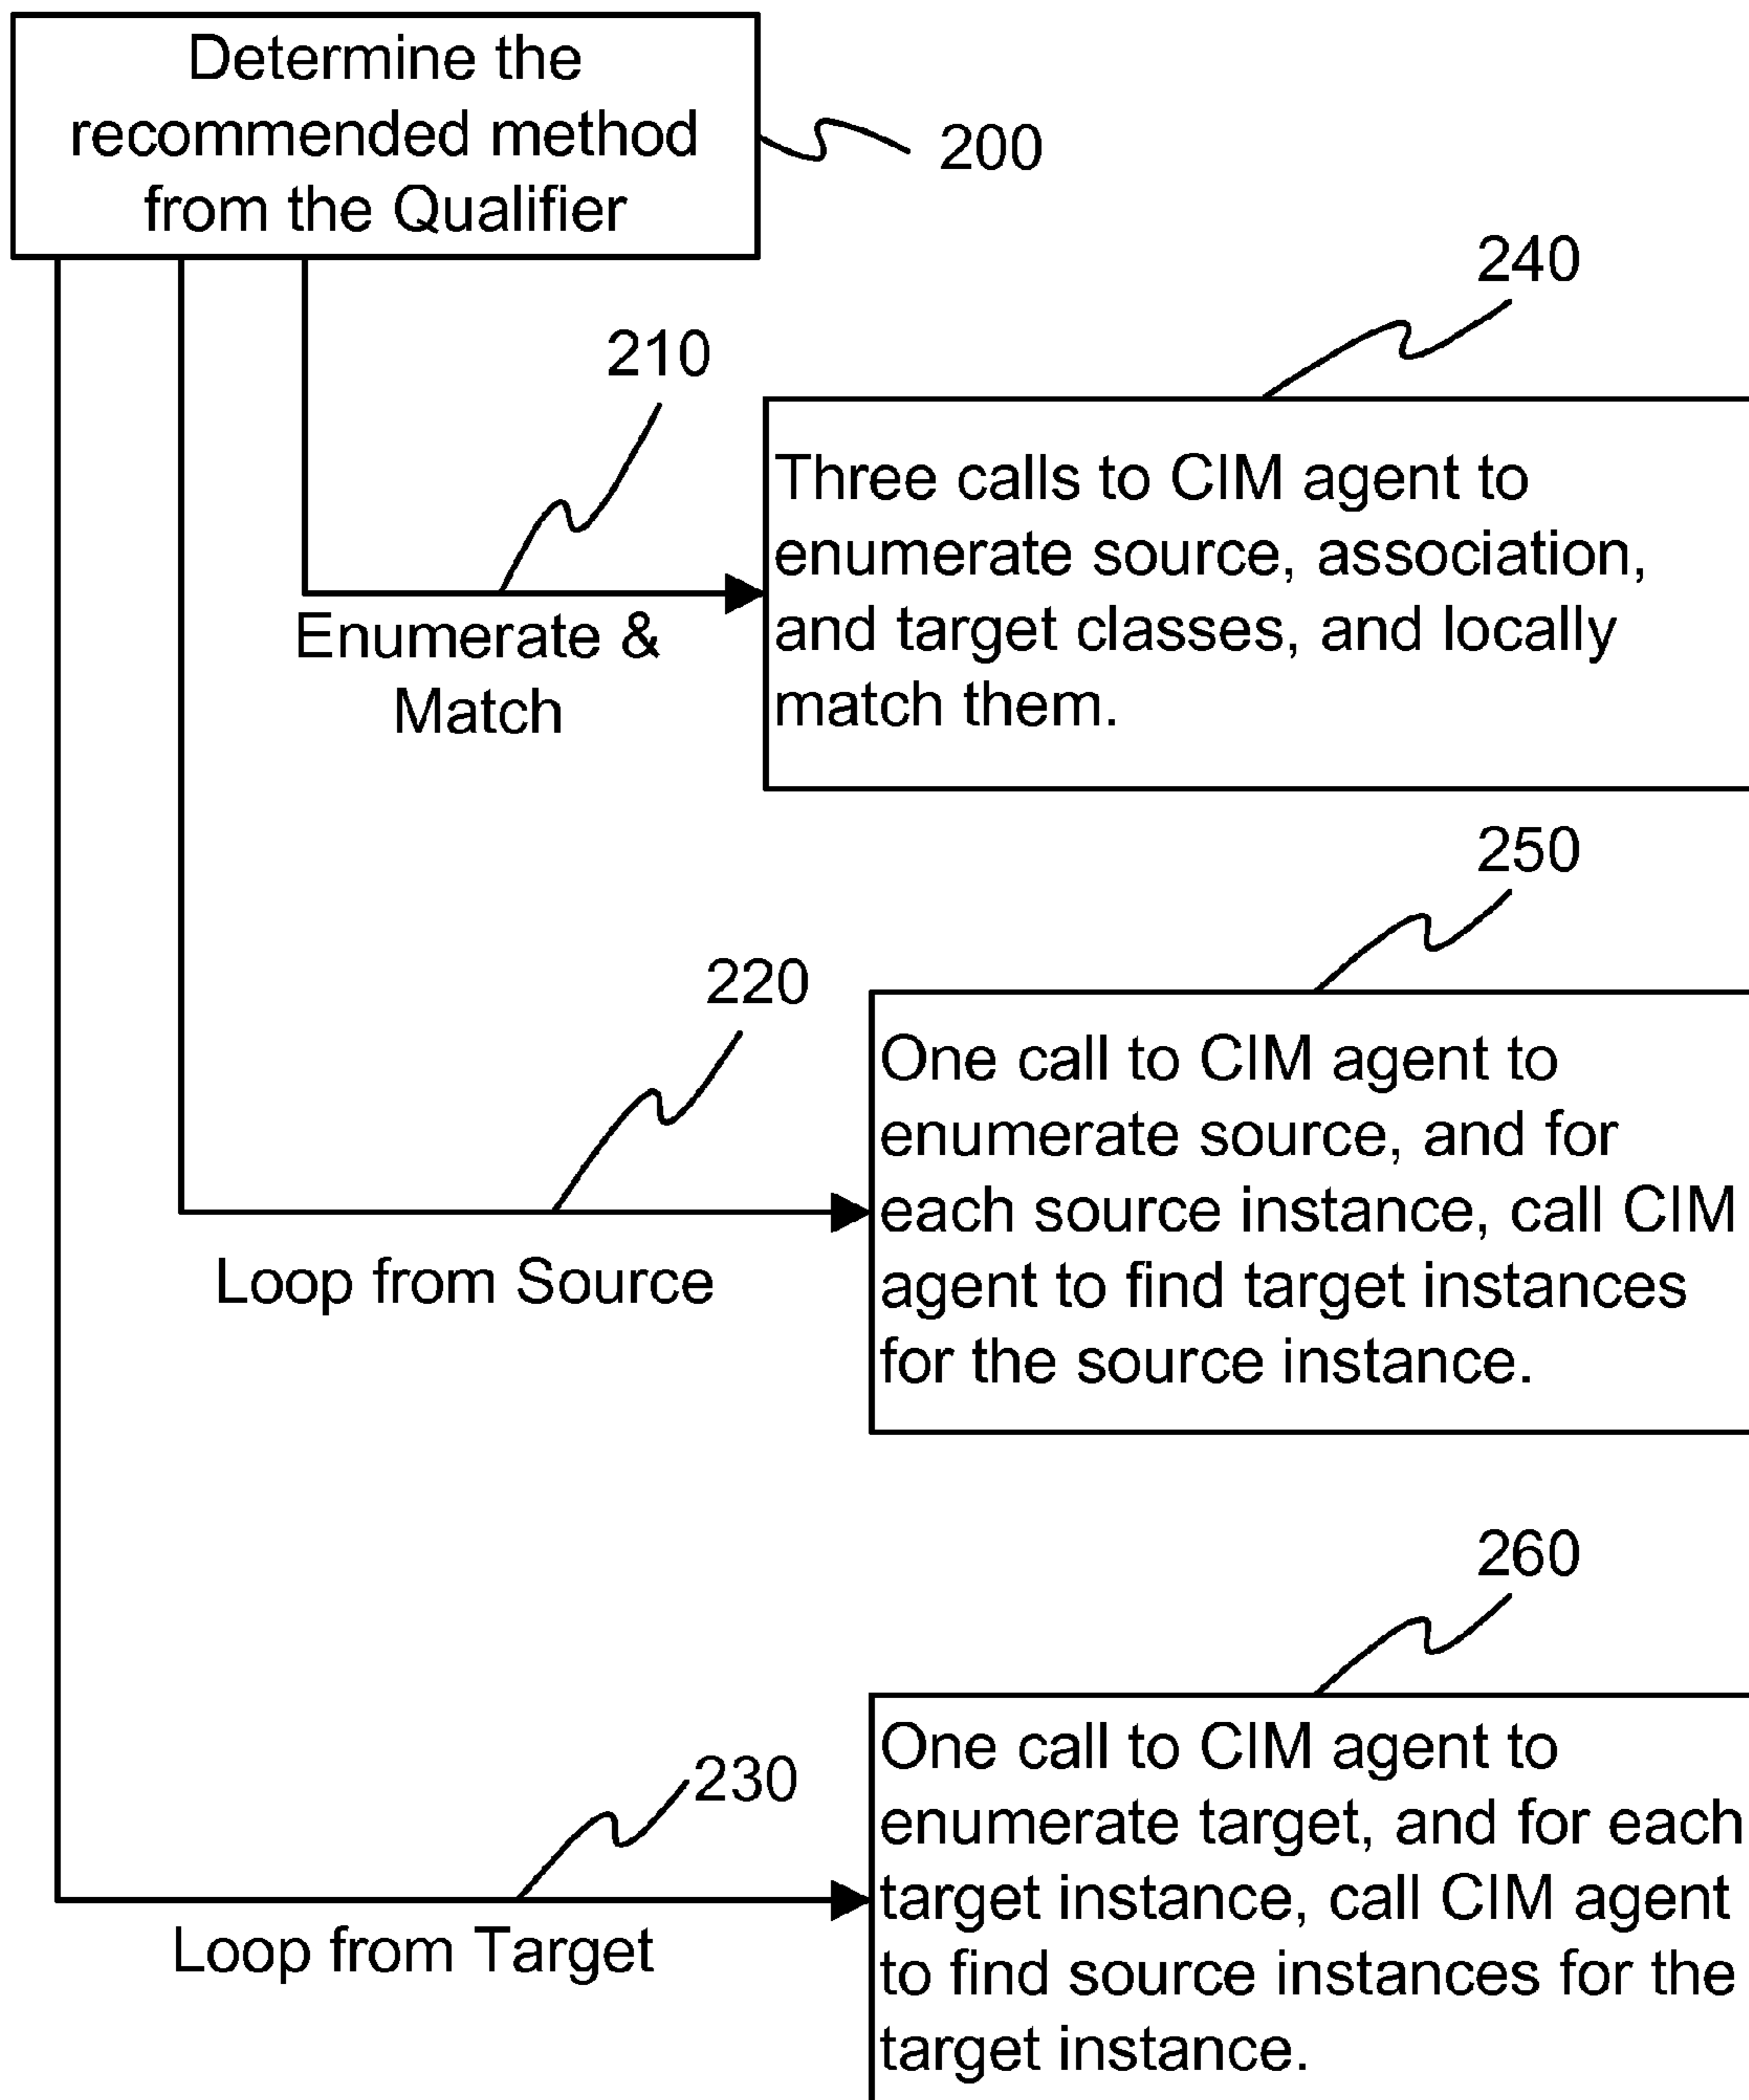 Determine the
recommended method
from the Qualifier
200
240
210
Three calls to CIM agent to
enumerate source, association,
and target classes, and locally
match them.
Enumerate &
Match
250
220
One call to CIM agent to
enumerate source, and for
each source instance, call CIM
agent to find target instances
for the source instance.
Loop from Source
260
230
One call to CIM agent to
enumerate target, and for each
target instance, call CIM agent
to find source instances for the
target instance.
Loop from Target